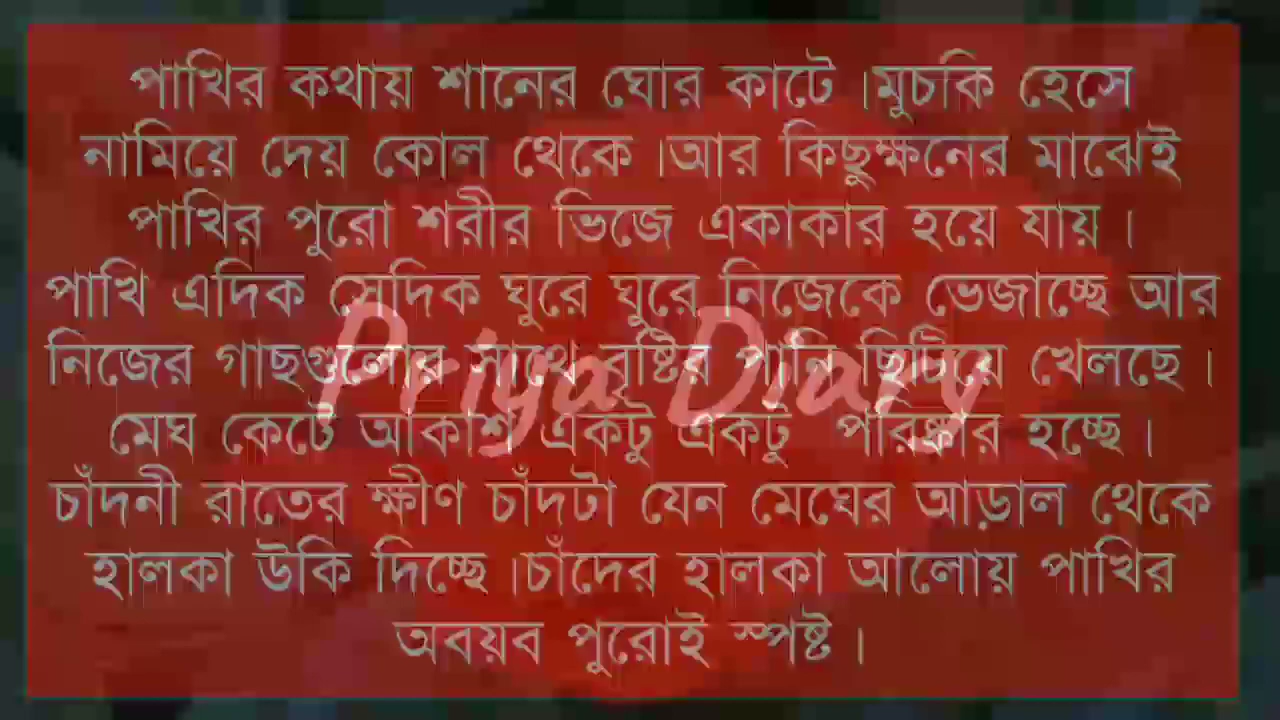 পাখির কথায় শানের ঘোর কাটে ।মুচকি হেসে
নামিয়ে দেয় কোল থেকে ।আর কিছুক্ষনের মাঝেই
পাখির পুরো শরীর ভিজে একাকার হয়ে যায় ।
পাখি এদিক সেদিক ঘুরে ঘুরে নিজেকে ভেজাচ্ছে আর
নিজের গাছগুলোর সাথে বৃষ্টির পানি ছিটিয়ে খেলছে ।
Priya Diary
মেঘ কেটে আকাশ একটু একটু পরিষ্কার হচ্ছে ।
চাঁদনী রাতের ক্ষীণ চাঁদটা যেন মেঘের আড়াল থেকে
হালকা উকি দিচ্ছে ।চাঁদের হালকা আলোয় পাখির
অবয়ব পুরোই স্পষ্ট ।